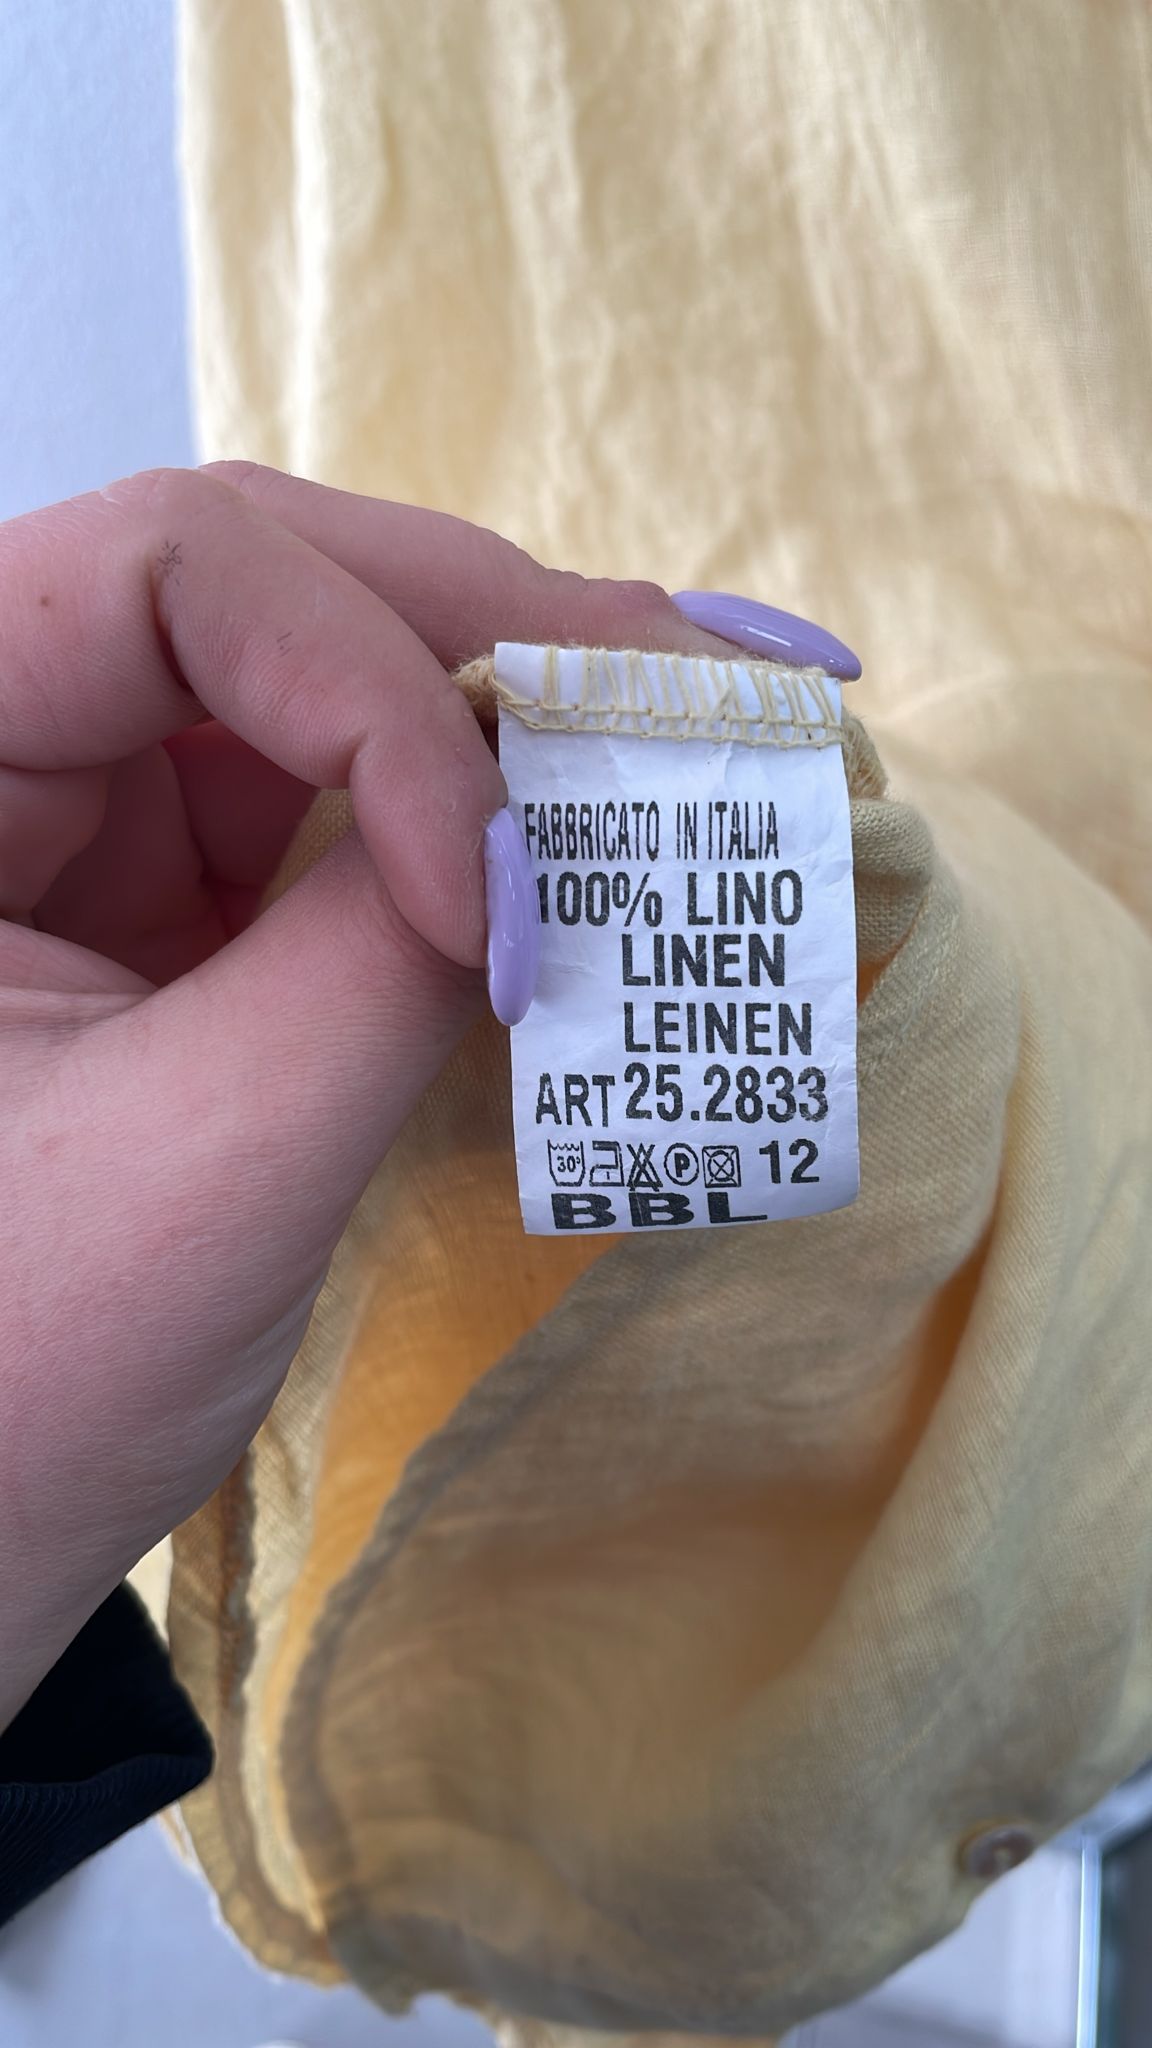 FABBRICATO IN ITALIA
100% LINO
LINEN
LEINEN
ART 25.2833
30° P 12
BBL